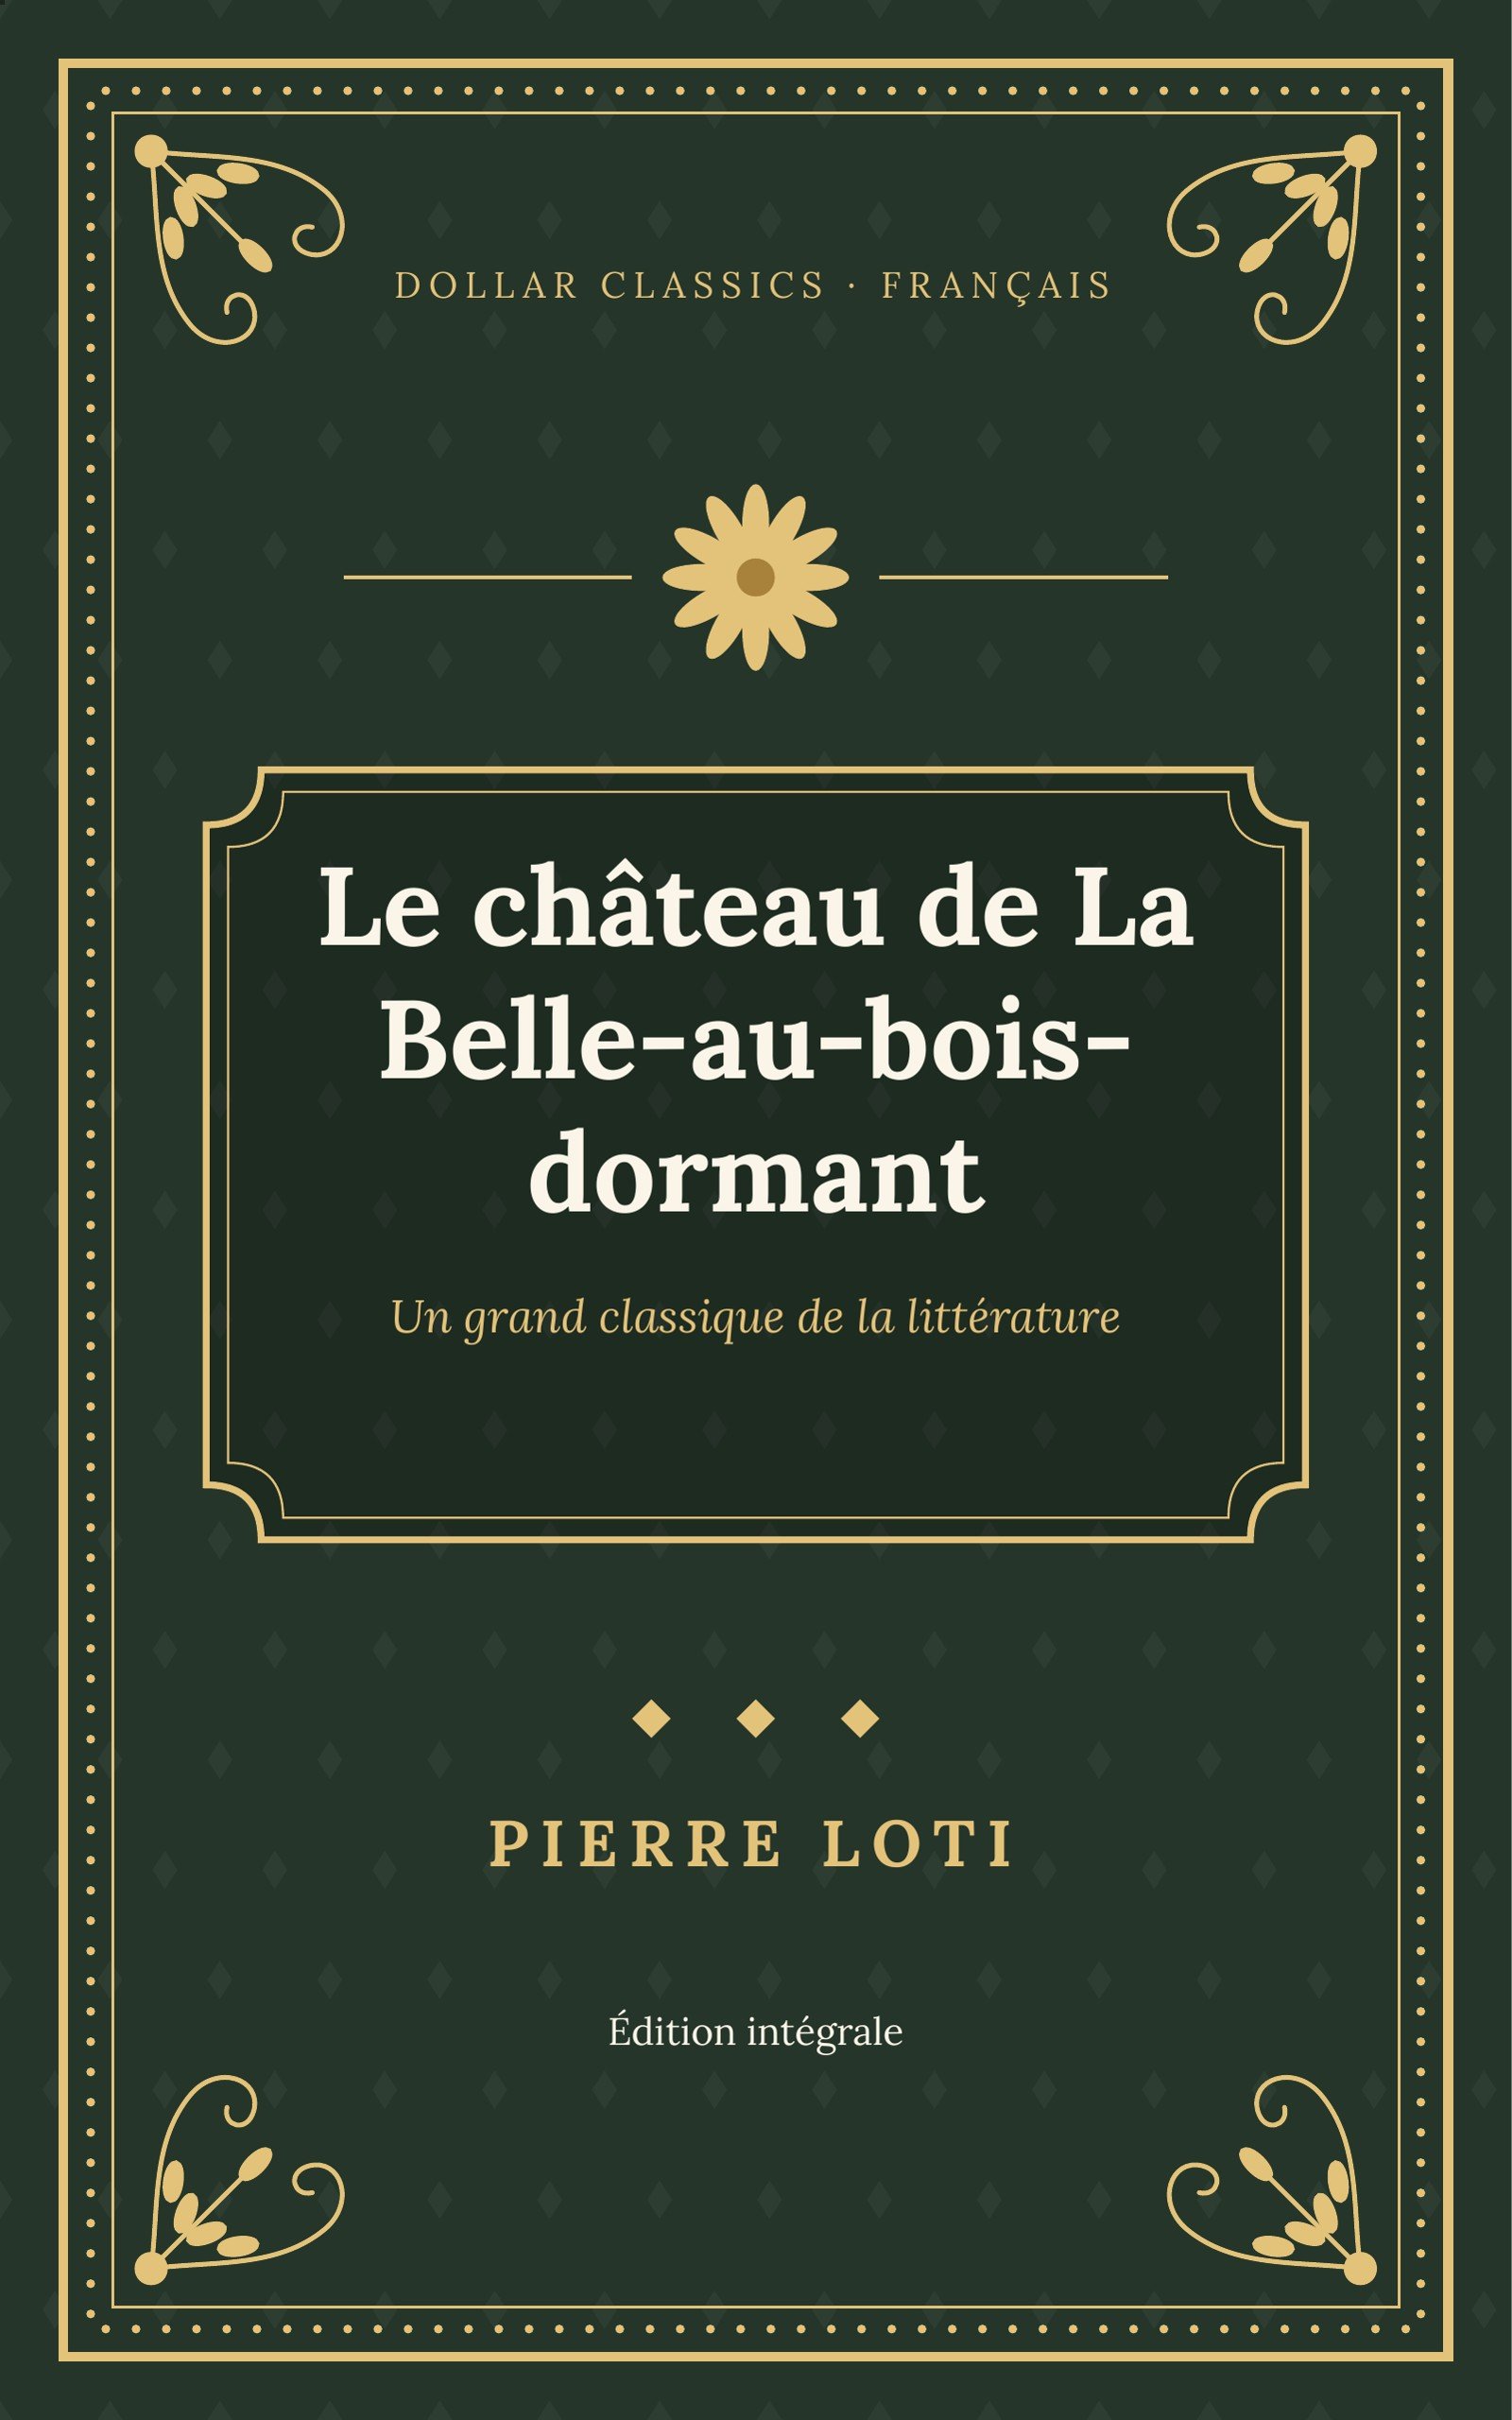 DOLLAR CLASSICS · FRANÇAIS
Le château de La
Belle-au-bois-
dormant
Un grand classique de la littérature
PIERRE LOTI
Édition intégrale